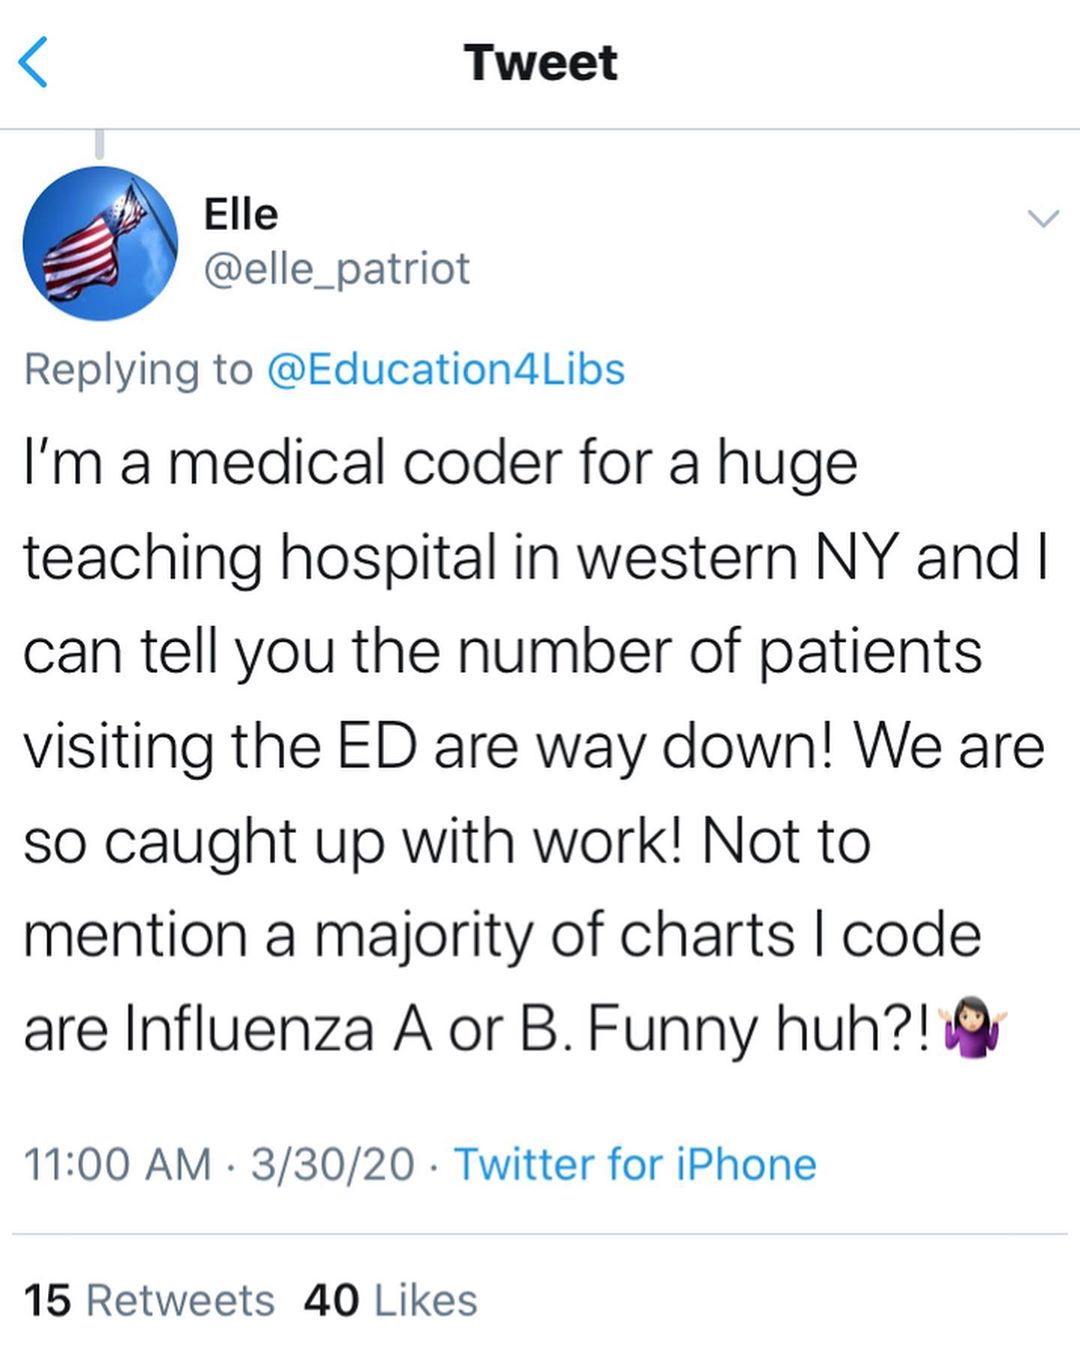 Tweet
Elle
@elle_patriot
Replying to @Education4Libs
I'm a medical coder for a huge
teaching hospital in western NY and I
can tell you the number of patients
visiting the ED are way down! We are
so caught up with work! Not to
mention a majority of charts I code
are Influenza A or B. Funny huh?!🤷🏻‍♀️
11:00 AM · 3/30/20 · Twitter for iPhone
15 Retweets 40 Likes